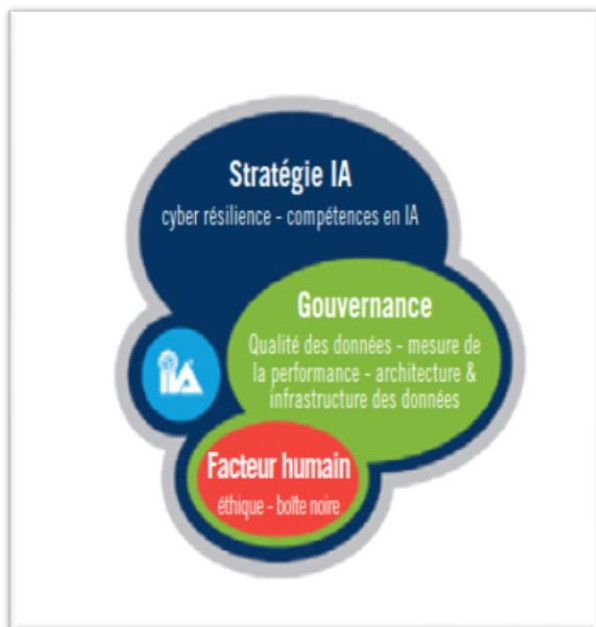 Stratégie IA
cyber résilience - compétences en IA
Gouvernance
Qualité des données - mesure de
la performance - architecture &
infrastructure des données
IIA
Facteur humain
éthique - boîte noire